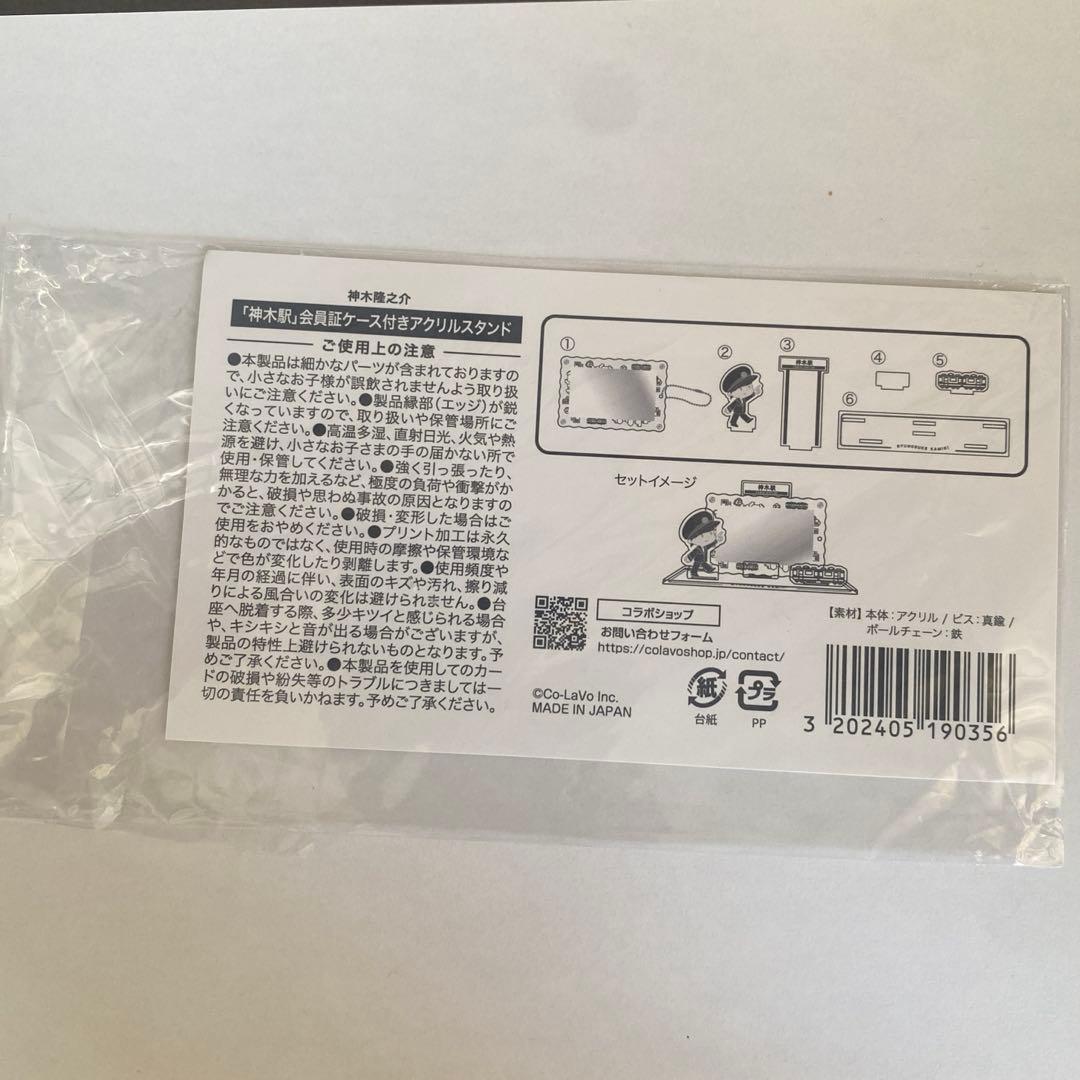 神木隆之介
「神木駅」会員証ケース付きアクリルスタンド
ご使用上の注意
●本製品は細かなパーツが含まれておりますの
で、小さなお子様が誤飲されませんよう取り扱
いにご注意ください。●製品縁部(エッジ)が鋭
くなっていますので、取り扱いや保管場所にご
注意ください。●高温多湿、直射日光、火気や熱
源を避け、小さなお子さまの手の届かない所で
使用・保管してください。●強く引っ張ったり、
無理な力を加えるなど、極度の負荷や衝撃がか
かると、破損や思わぬ事故の原因となりますの
でご注意ください。●破損・変形した場合はご
使用をおやめください。●プリント加工は永久
的なものではなく、使用時の摩擦や保管環境な
どで色が変化したり剥離します。●使用頻度や
年月の経過に伴い、表面のキズや汚れ、擦り減
りによる風合いの変化は避けられません。●台
座へ脱着する際、多少キツイと感じられる場合
や、キシキシと音が出る場合がございますが、
製品の特性上避けられないものとなります。予
めご了承ください。●本製品を使用してのカー
ドの破損や紛失等のトラブルにつきましては一
切の責任を負いかねます。予めご了承ください。
① ② ③ ④ ⑤
神木駅
⑥
RYUNOSUKE KAMIKI
セットイメージ
神木駅
【素材】本体:アクリル / ビス:真鍮 /
ボールチェーン:鉄
コラボショップ
お問い合わせフォーム
https://colavoshop.jp/contact/
©Co-LaVo Inc.
MADE IN JAPAN
紙
台紙
プラ
PP
3 202405 190356